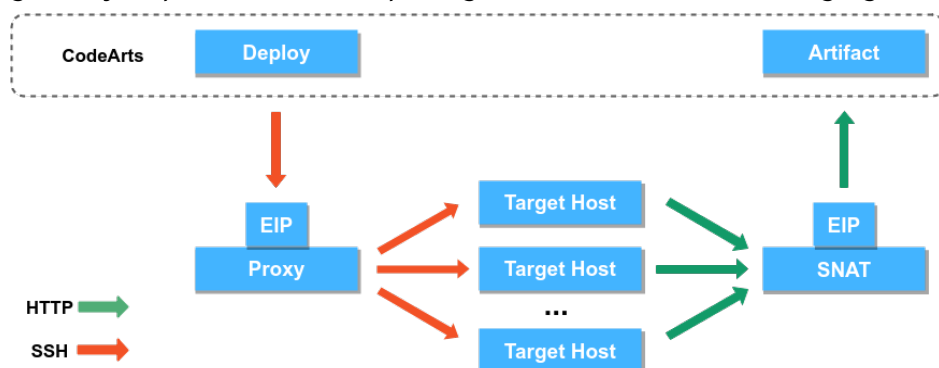 CodeArts
Deploy
Artifact
EIP
Proxy
Target Host
Target Host
...
Target Host
EIP
SNAT
HTTP
SSH